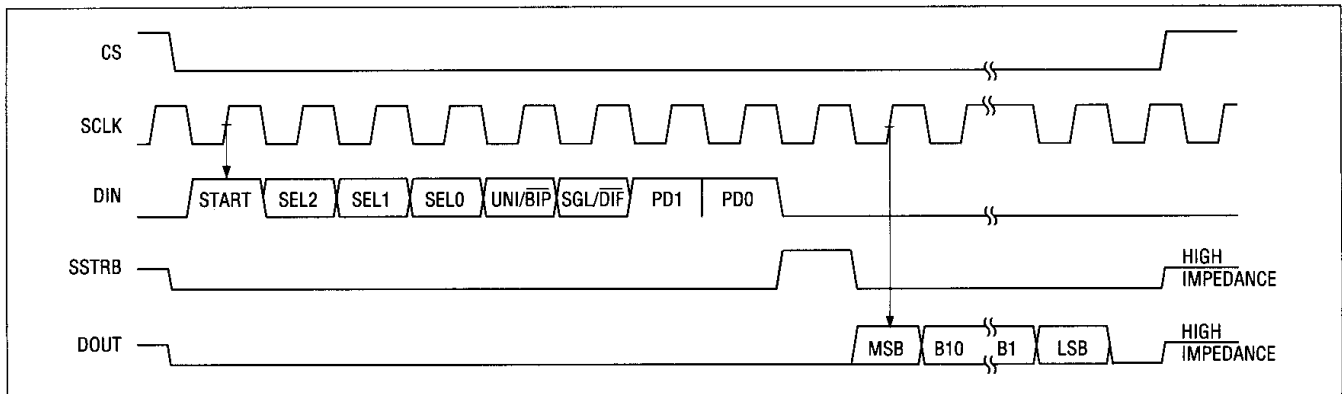 CS
SCLK
DIN
START SEL2 SEL1 SEL0 UNI/BIP SGL/DIF PD1 PD0
SSTRB
HIGH
IMPEDANCE
DOUT
MSB B10 B1 LSB
HIGH
IMPEDANCE